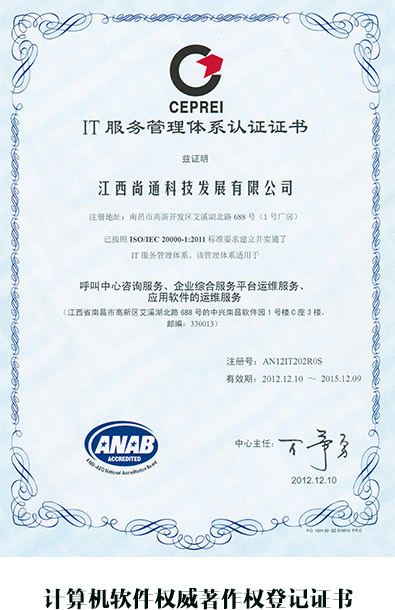 CEPREI
IT 服务管理体系认证证书
兹证明
江西尚通科技发展有限公司
注册地址：南昌市高新开发区艾溪湖北路 688 号（1 号厂房）
已按照 ISO/IEC 20000-1:2011 标准要求建立并实施了
IT 服务管理体系。该管理体系适用于
呼叫中心咨询服务、企业综合服务平台运维服务、
应用软件的运维服务
（江西省南昌市高新区艾溪湖北路 688 号的中兴南昌软件园 1 号楼 C 座 3 楼，
邮编：330013）
注册号：AN12IT202R0S
有效期：2012.12.10 ～ 2015.12.09
ANAB
ACCREDITED
中心主任：
2012.12.10
计算机软件权威著作权登记证书